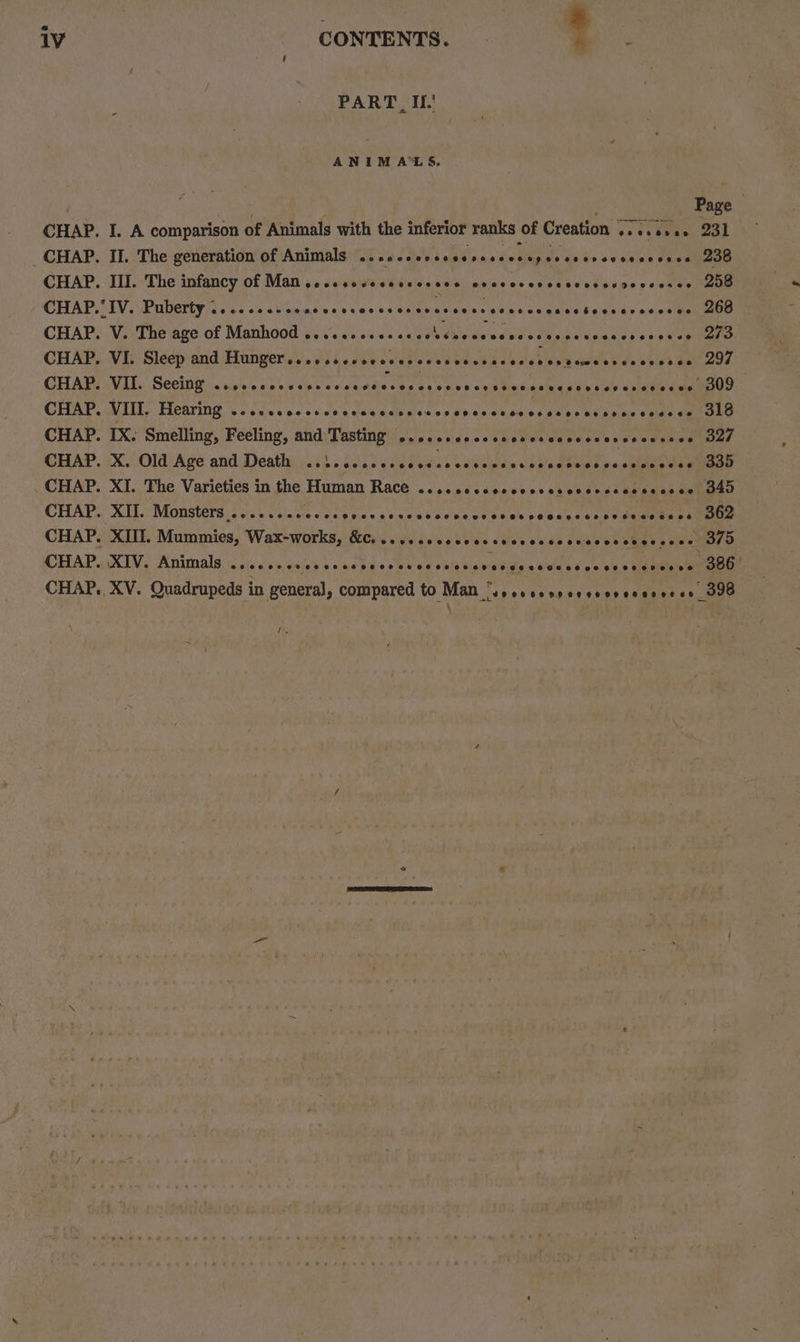 iv CONTENTS.
PART II.
ANIMALS.
Page
CHAP. I. A comparison of Animals with the inferior ranks of Creation ........ 231
CHAP. II. The generation of Animals ........ 238
CHAP. III. The infancy of Man ........ 258
CHAP. IV. Puberty ........ 268
CHAP. V. The age of Manhood ........ 273
CHAP. VI. Sleep and Hunger ........ 297
CHAP. VII. Seeing ........ 309
CHAP. VIII. Hearing ........ 318
CHAP. IX. Smelling, Feeling, and Tasting ........ 327
CHAP. X. Old Age and Death ........ 335
CHAP. XI. The Varieties in the Human Race ........ 345
CHAP. XII. Monsters ........ 362
CHAP. XIII. Mummies, Wax-works, &c. ........ 375
CHAP. XIV. Animals ........ 386
CHAP. XV. Quadrupeds in general, compared to Man ........ 398